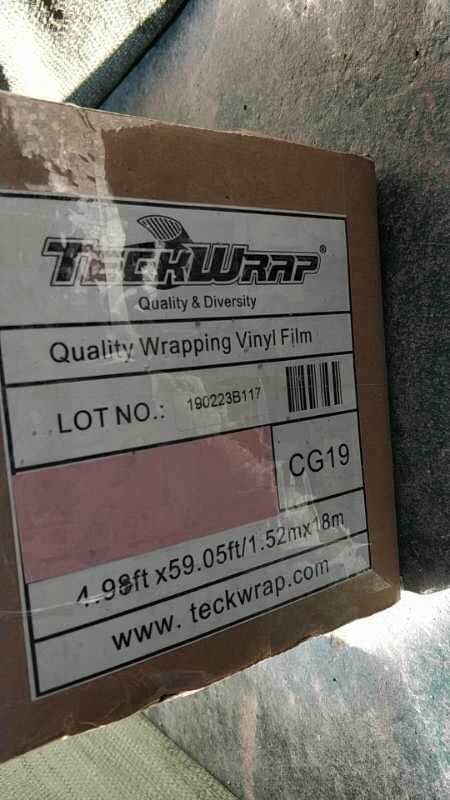 TECKWRAP®
Quality & Diversity
Quality Wrapping Vinyl Film
LOT NO.: 190223B117
CG19
4.98ft x59.05ft/1.52mx18m
www. teckwrap.com